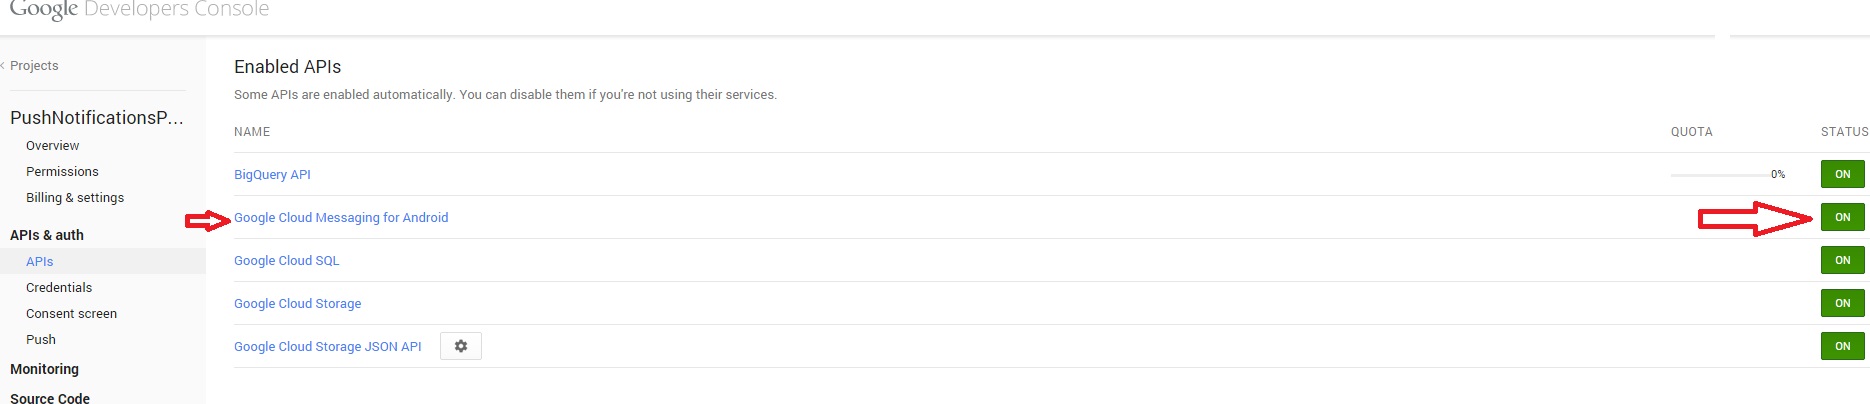 Google Developers Console
Projects
PushNotificationsP...
Overview
Permissions
Billing & settings
APIs & auth
APIs
Credentials
Consent screen
Push
Monitoring
Source Code
Enabled APIs
Some APIs are enabled automatically. You can disable them if you're not using their services.
NAME QUOTA STATUS
BigQuery API 0% ON
Google Cloud Messaging for Android ON
Google Cloud SQL ON
Google Cloud Storage ON
Google Cloud Storage JSON API ON